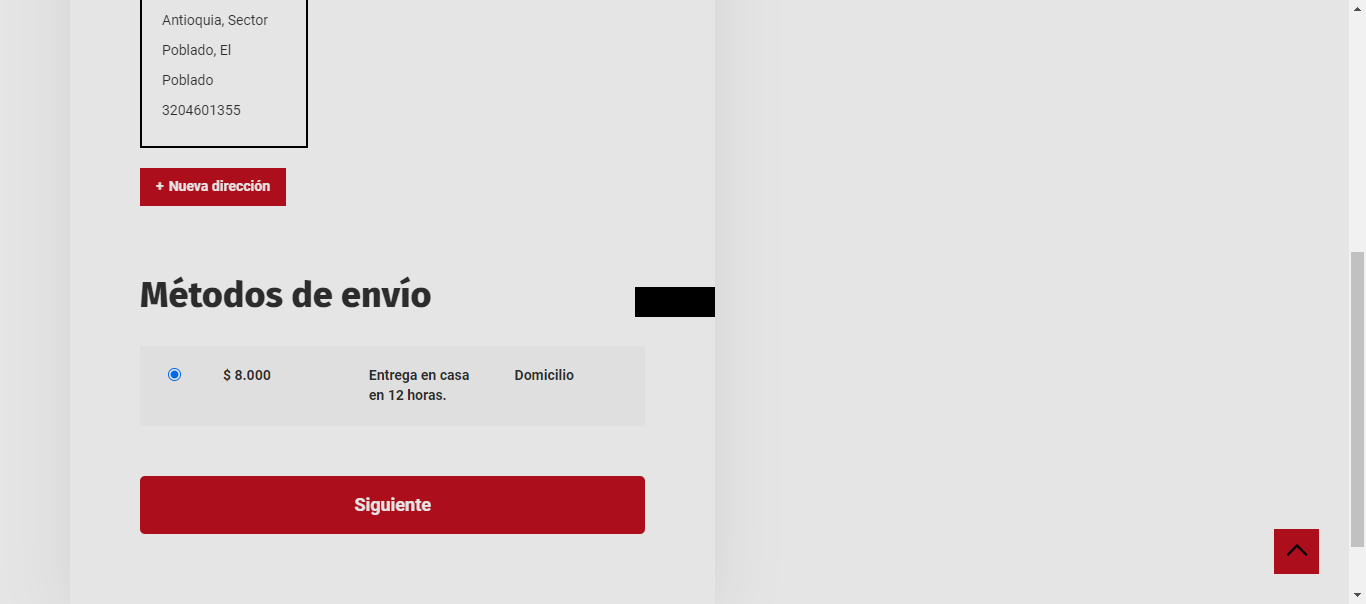 Antioquia, Sector
Poblado, El
Poblado
3204601355
+ Nueva dirección
Métodos de envío
$ 8.000
Entrega en casa
en 12 horas.
Domicilio
Siguiente